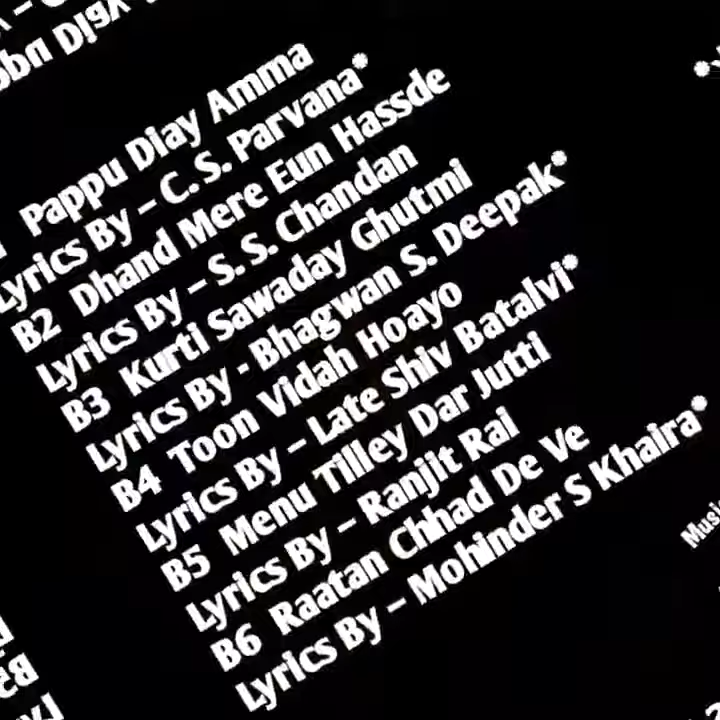 Pappu Diay Amma
Lyrics By – C. S. Parvana*
B2 Dhand Mere Eun Hassde
Lyrics By – S. S. Chandan
B3 Kurti Sawaday Ghutmi
Lyrics By - Bhagwan S. Deepak*
B4 Toon Vidah Hoayo
Lyrics By – Late Shiv Batalvi*
B5 Menu Tilley Dar Jutti
Lyrics By – Ranjit Rai
B6 Raatan Chhad De Ve
Lyrics By – Mohinder S Khaira*
Musi